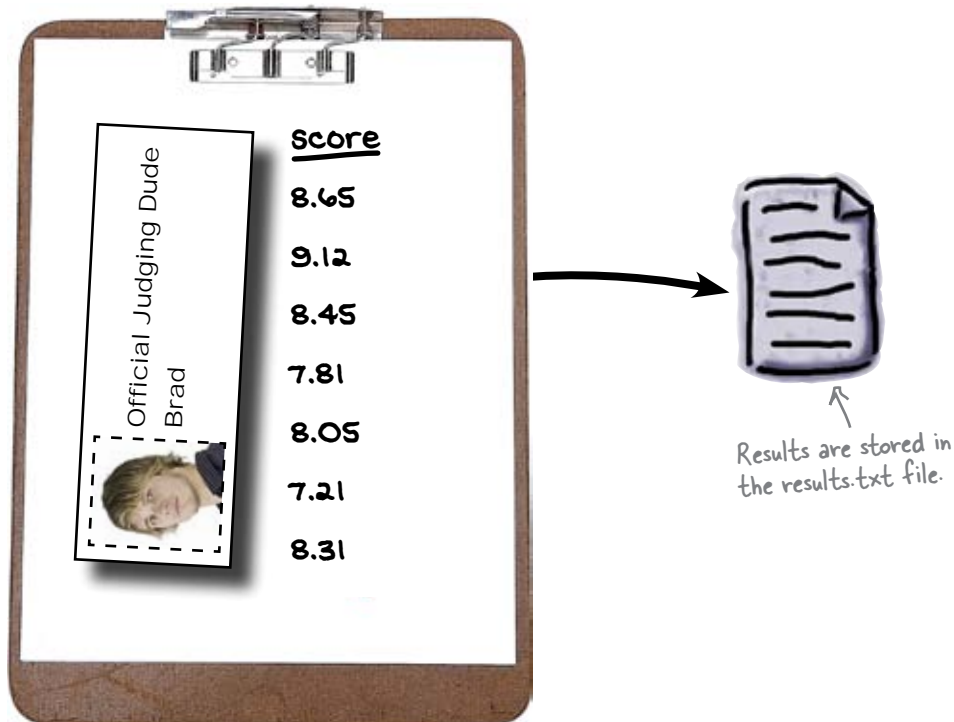 Official Judging Dude
Brad
score
8.65
9.12
8.45
7.81
8.05
7.21
8.31
Results are stored in
the results.txt file.